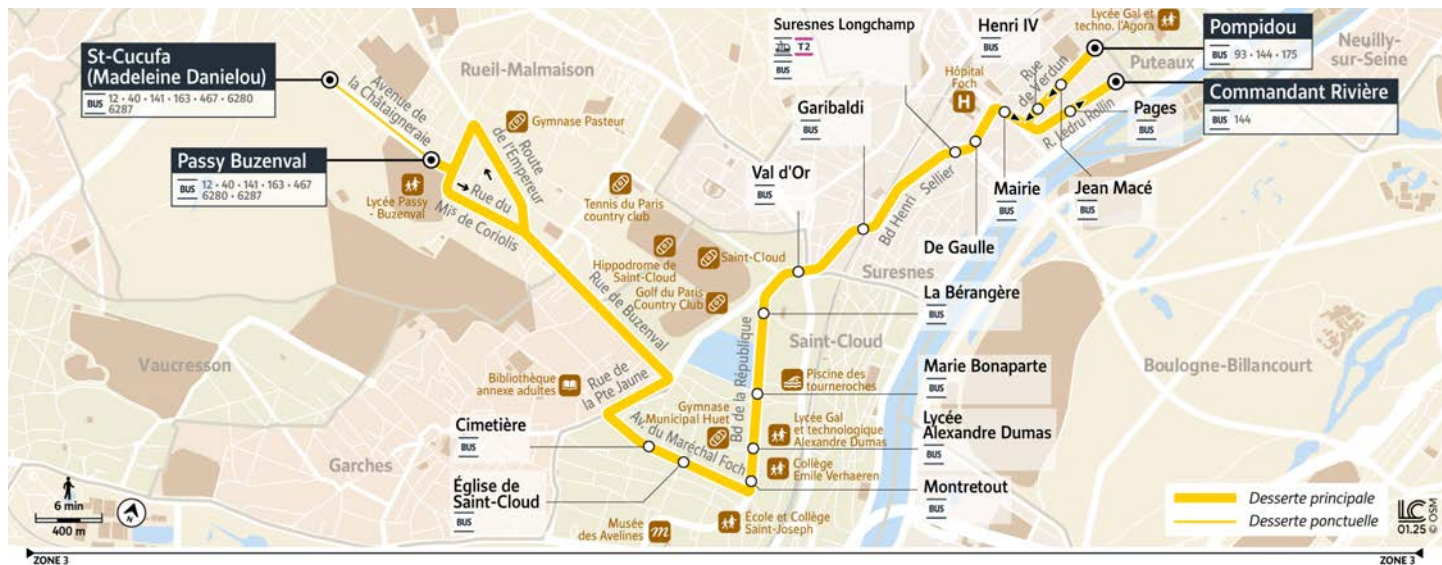 St-Cucufa
(Madeleine Danielou)
BUS 12 • 40 • 141 • 163 • 467 • 6280
6287
Passy Buzenval
BUS 12 • 40 • 141 • 163 • 467
6280 • 6287
Avenue de
la Châtaigneraie
Rueil-Malmaison
Gymnase Pasteur
Route
de l'Empereur
Rue du
Mis de Coriolis
Lycée Passy
- Buzenval
Tennis du Paris
country club
Hippodrome de
Saint-Cloud
Saint-Cloud
Golf du Paris
Country Club
Rue de Buzenval
Vaucresson
Bibliothèque
annexe adultes
Rue de
la Pte Jaune
Gymnase
Municipal Huet
Av. du Maréchal Foch
Garches
Cimetière
BUS
Église de
Saint-Cloud
BUS
Musée
des Avelines
École et Collège
Saint-Joseph
Suresnes Longchamp
T2
BUS
BUS
Garibaldi
BUS
Val d'Or
BUS
Henri IV
BUS
Hôpital
Foch
H
Lycée Gal et
techno. l'Agora
Rue
de Verdun
R. Ledru Rollin
Pompidou
BUS 93 • 144 • 175
Puteaux
Neuilly-
sur-Seine
Commandant Rivière
BUS 144
Pages
BUS
Jean Macé
BUS
Mairie
BUS
De Gaulle
BUS
Bd Henri Sellier
Suresnes
La Bérangère
BUS
Saint-Cloud
Bd de la République
Marie Bonaparte
BUS
Piscine des
tourneroches
Lycée
Alexandre Dumas
BUS
Lycée Gal
et technologique
Alexandre Dumas
Collège
Emile Verhaeren
Montretout
BUS
Boulogne-Billancourt
6 min
400 m
N
Desserte principale
Desserte ponctuelle
LC
01.25
© OSM
ZONE 3
ZONE 3